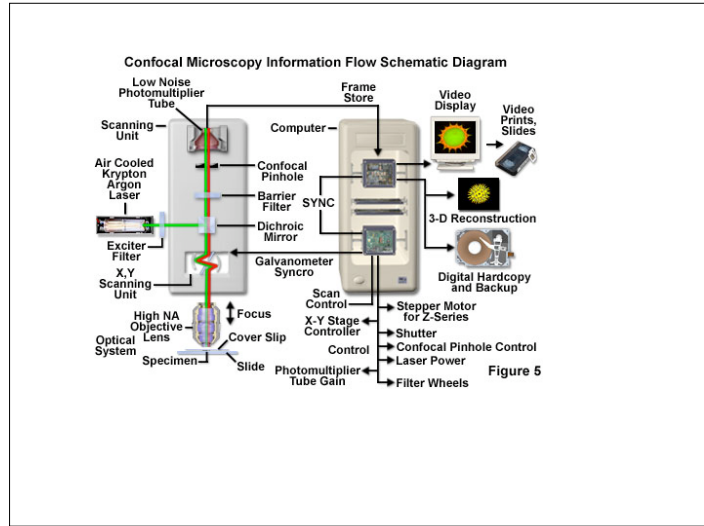 Confocal Microscopy Information Flow Schematic Diagram
Low Noise
Photomultiplier
Tube
Scanning
Unit
Air Cooled
Krypton
Argon
Laser
Exciter
Filter
X,Y
Scanning
Unit
High NA
Objective
Lens
Optical
System
Specimen
Slide
Cover Slip
Focus
Confocal
Pinhole
Barrier
Filter
Dichroic
Mirror
Galvanometer
Syncro
Frame
Store
Computer
SYNC
Video
Display
Video
Prints,
Slides
3-D Reconstruction
Digital Hardcopy
and Backup
Scan
Control
X-Y Stage
Controller
Control
Photomultiplier
Tube Gain
Stepper Motor
for Z-Series
Shutter
Confocal Pinhole Control
Laser Power
Filter Wheels
Figure 5